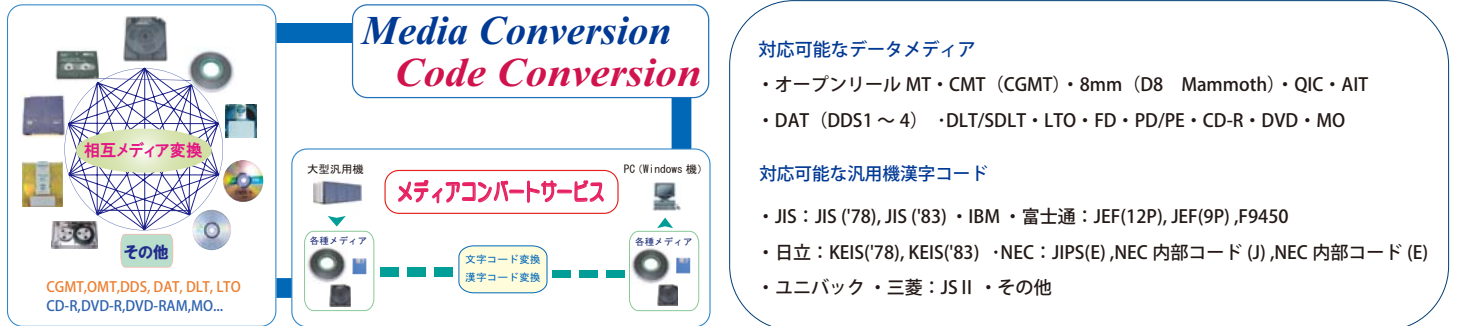 相互メディア変換
その他
CGMT,OMT,DDS, DAT, DLT, LTO
CD-R,DVD-R,DVD-RAM,MO...
Media Conversion
Code Conversion
大型汎用機
PC(Windows 機)
メディアコンバートサービス
各種メディア
各種メディア
文字コード変換
漢字コード変換
対応可能なデータメディア
・オープンリール MT・CMT（CGMT）・8mm（D8　Mammoth）・QIC・AIT
・DAT（DDS1 ～ 4） ・DLT/SDLT・LTO・FD・PD/PE・CD-R・DVD・MO
対応可能な汎用機漢字コード
・JIS：JIS ('78), JIS ('83) ・IBM ・富士通：JEF(12P), JEF(9P) ,F9450
・日立：KEIS('78), KEIS('83) ・NEC：JIPS(E) ,NEC 内部コード (J) ,NEC 内部コード (E)
・ユニバック ・三菱：JS II ・その他